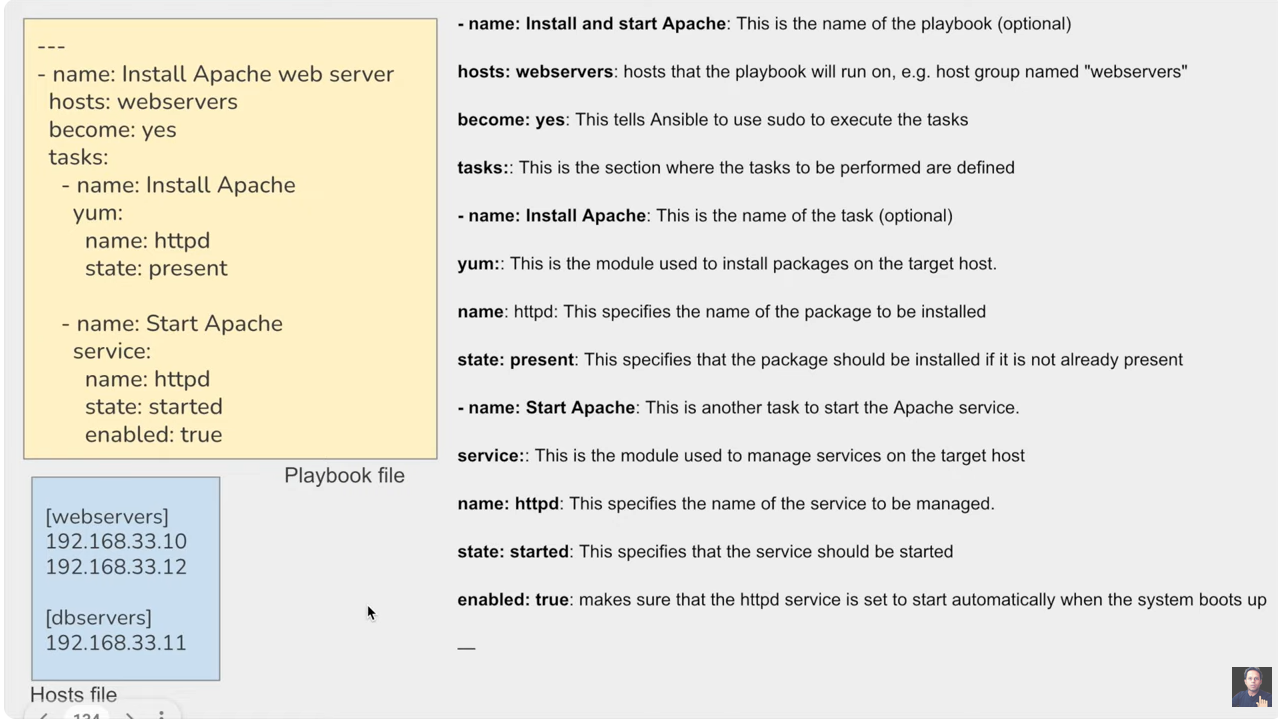 ---
- name: Install Apache web server
hosts: webservers
become: yes
tasks:
- name: Install Apache
yum:
name: httpd
state: present
- name: Start Apache
service:
name: httpd
state: started
enabled: true
Playbook file
[webservers]
192.168.33.10
192.168.33.12
[dbservers]
192.168.33.11
Hosts file
- name: Install and start Apache: This is the name of the playbook (optional)
hosts: webservers: hosts that the playbook will run on, e.g. host group named "webservers"
become: yes: This tells Ansible to use sudo to execute the tasks
tasks:: This is the section where the tasks to be performed are defined
- name: Install Apache: This is the name of the task (optional)
yum:: This is the module used to install packages on the target host.
name: httpd: This specifies the name of the package to be installed
state: present: This specifies that the package should be installed if it is not already present
- name: Start Apache: This is another task to start the Apache service.
service:: This is the module used to manage services on the target host
name: httpd: This specifies the name of the service to be managed.
state: started: This specifies that the service should be started
enabled: true: makes sure that the httpd service is set to start automatically when the system boots up
—